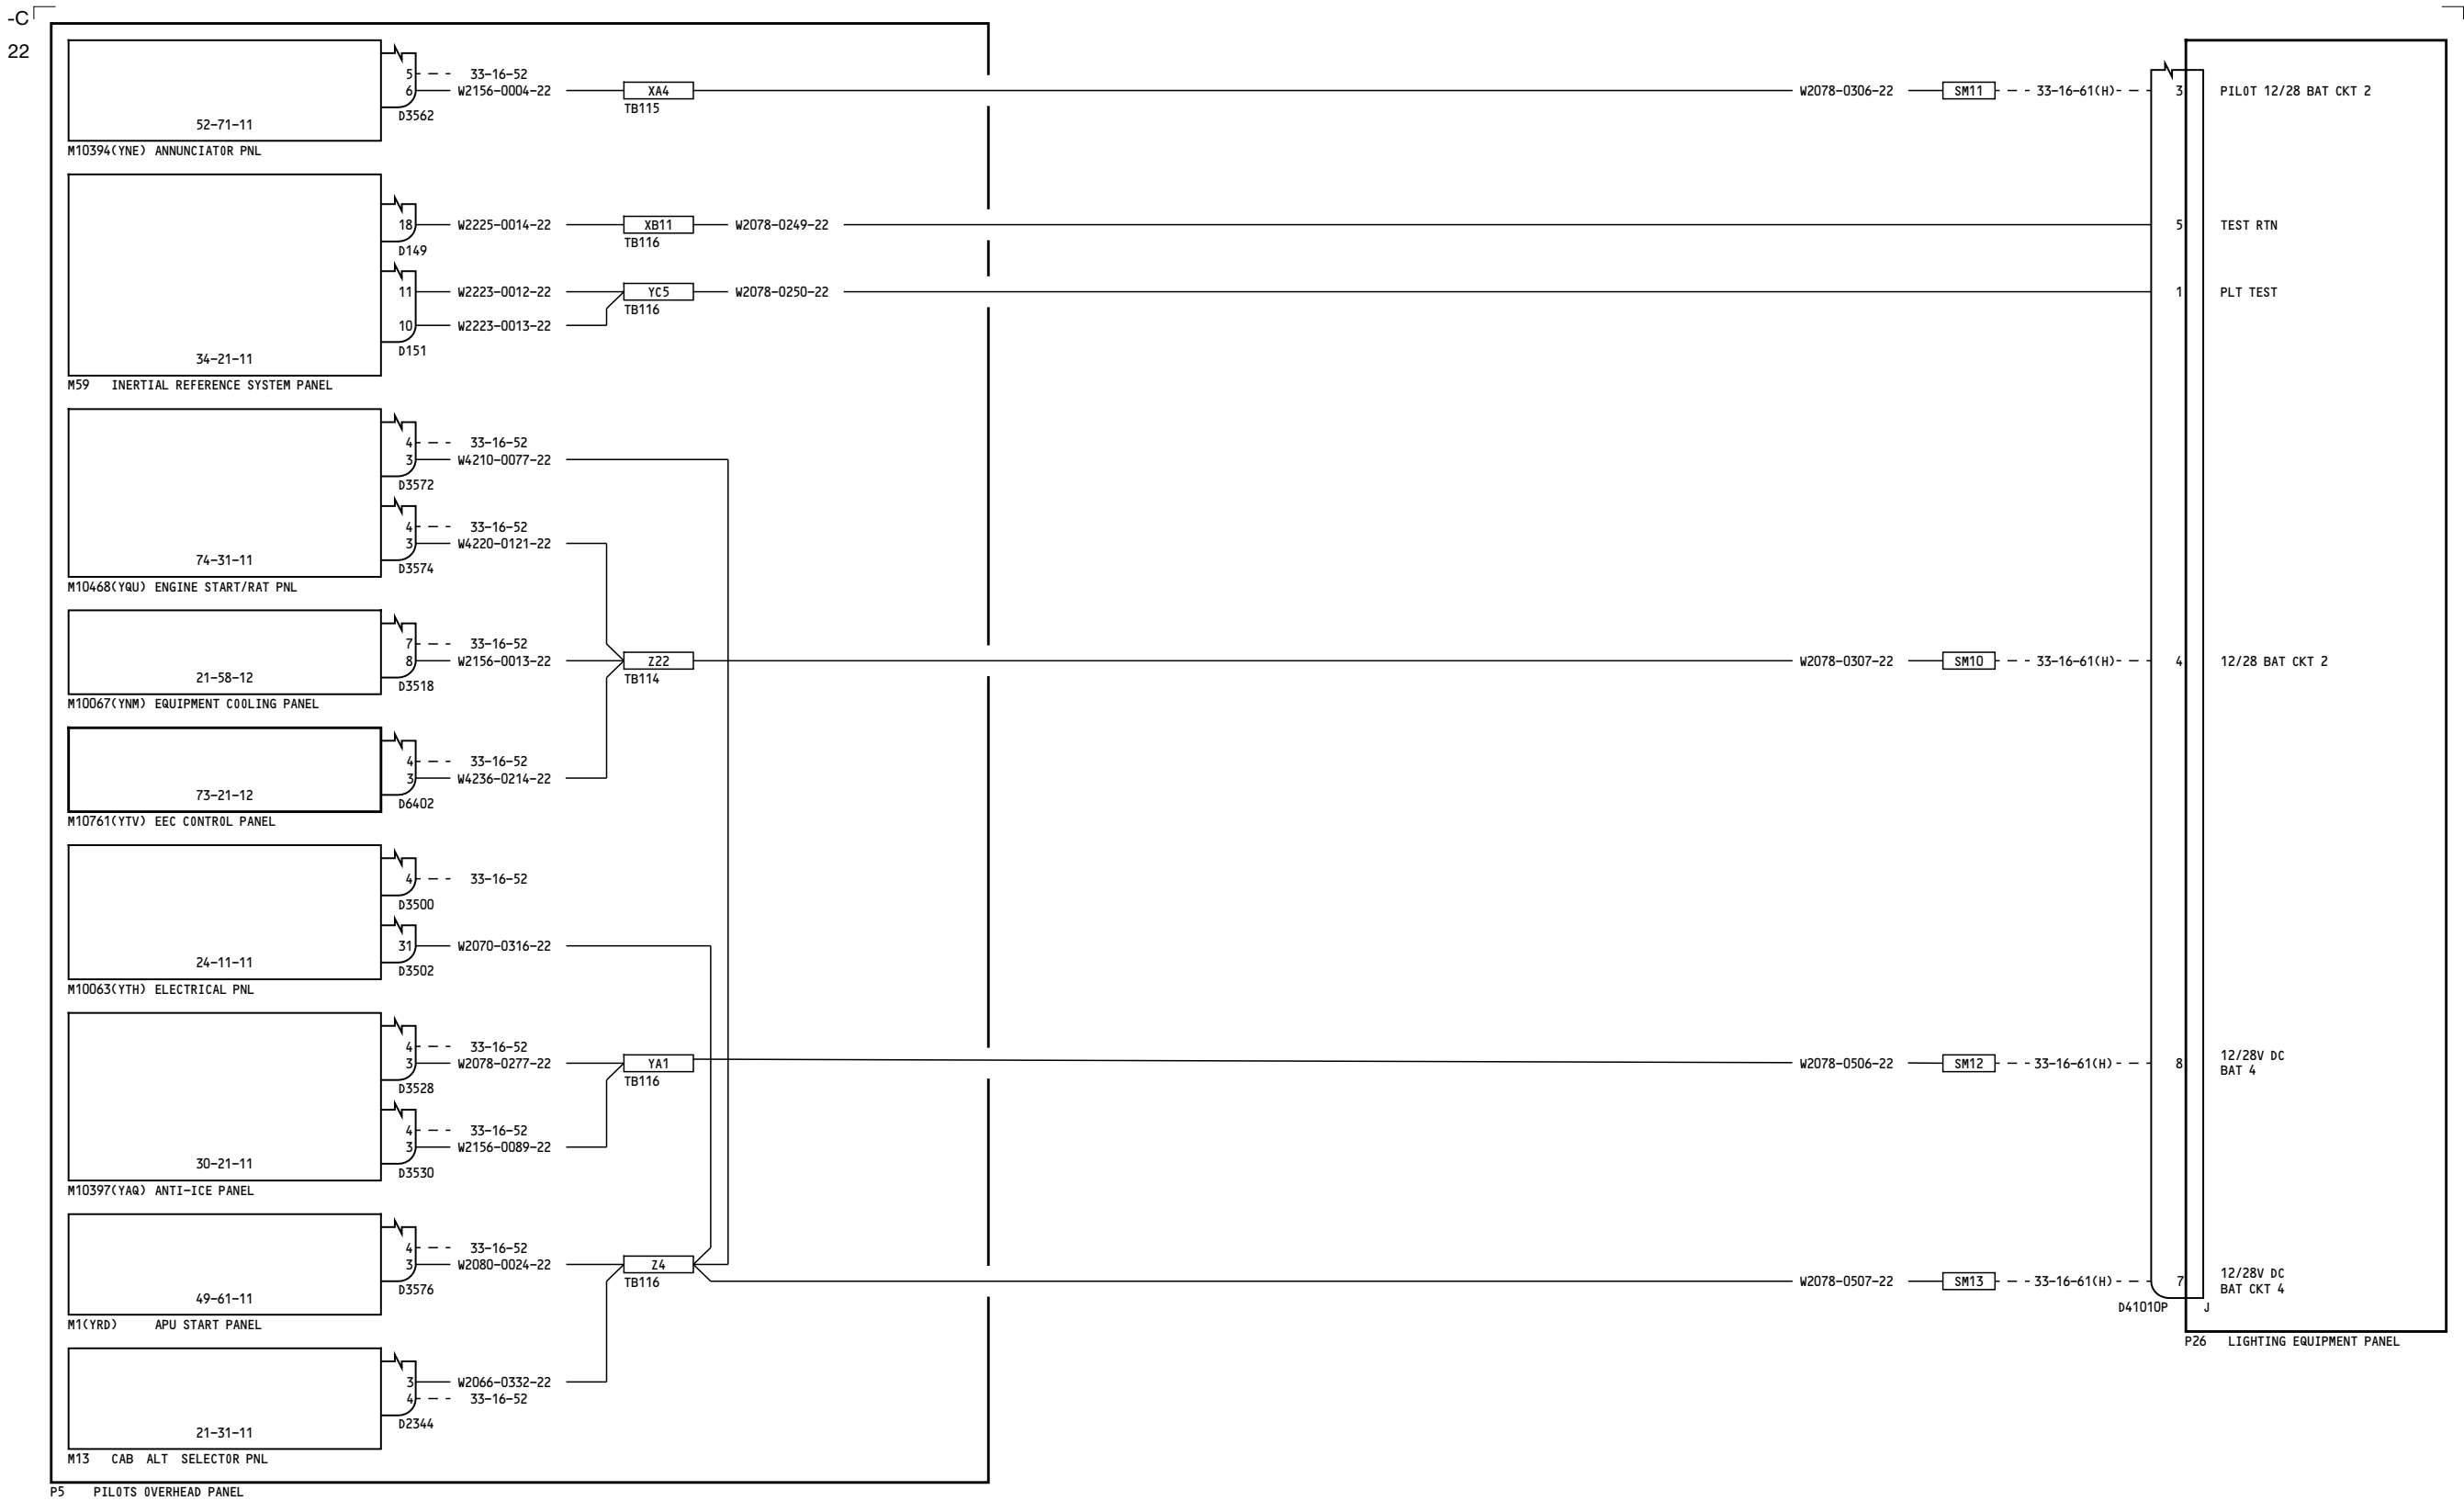 -C
22
5 33-16-52
6 W2156-0004-22 XA4 W2078-0306-22 SM11 33-16-61(H) 3 PILOT 12/28 BAT CKT 2
D3562 TB115
52-71-11
M10394(YNE) ANNUNCIATOR PNL
18 W2225-0014-22 XB11 W2078-0249-22 5 TEST RTN
D149 TB116
11 W2223-0012-22 YC5 W2078-0250-22 1 PLT TEST
TB116
10 W2223-0013-22
D151
34-21-11
M59 INERTIAL REFERENCE SYSTEM PANEL
4 33-16-52
3 W4210-0077-22
D3572
4 33-16-52
3 W4220-0121-22
D3574
74-31-11
M10468(YQU) ENGINE START/RAT PNL
7 33-16-52
8 W2156-0013-22 Z22 W2078-0307-22 SM10 33-16-61(H) 4 12/28 BAT CKT 2
TB114
D3518
21-58-12
M10067(YNM) EQUIPMENT COOLING PANEL
4 33-16-52
3 W4236-0214-22
D6402
73-21-12
M10761(YTV) EEC CONTROL PANEL
4 33-16-52
D3500
31 W2070-0316-22
D3502
24-11-11
M10063(YTH) ELECTRICAL PNL
4 33-16-52
3 W2078-0277-22 YA1 W2078-0506-22 SM12 33-16-61(H) 8 12/28V DC
BAT 4
D3528 TB116
4 33-16-52
3 W2156-0089-22
D3530
30-21-11
M10397(YAQ) ANTI-ICE PANEL
4 33-16-52
3 W2080-0024-22 Z4
D3576 TB116 W2078-0507-22 SM13 33-16-61(H) 7 12/28V DC
BAT CKT 4
49-61-11
D41010P J
M1(YRD) APU START PANEL
P26 LIGHTING EQUIPMENT PANEL
3 W2066-0332-22
4 33-16-52
D2344
21-31-11
M13 CAB ALT SELECTOR PNL
P5 PILOTS OVERHEAD PANEL